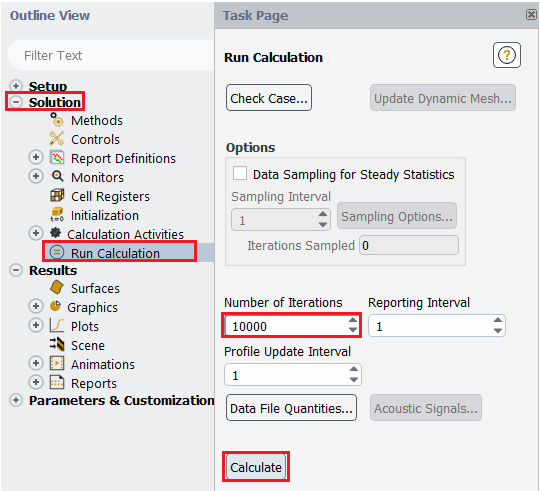 Outline View
Filter Text
Setup
Solution
Methods
Controls
Report Definitions
Monitors
Cell Registers
Initialization
Calculation Activities
Run Calculation
Results
Surfaces
Graphics
Plots
Scene
Animations
Reports
Parameters & Customization
Task Page
Run Calculation
?
Check Case...
Update Dynamic Mesh...
Options
Data Sampling for Steady Statistics
Sampling Interval
1
Sampling Options...
Iterations Sampled 0
Number of Iterations
Reporting Interval
10000
1
Profile Update Interval
1
Data File Quantities...
Acoustic Signals...
Calculate